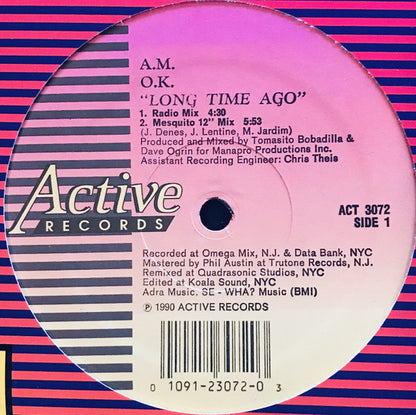 A.M.
O.K.
"LONG TIME AGO"
1. Radio Mix 4:30
2. Mesquito 12" Mix 5:53
(J. Denes, J. Lentine, M. Jardim)
Produced and Mixed by Tomasito Bobadilla &
Dave Ogrin for Manapro Productions Inc.
Assistant Recording Engineer: Chris Theis
Active
RECORDS
ACT 3072
SIDE 1
Recorded at Omega Mix, N.J. & Data Bank, NYC
Mastered by Phil Austin at Trutone Records, N.J.
Remixed at Quadrasonic Studios, NYC
Edited at Koala Sound, NYC
Adra Music. SE - WHA? Music (BMI)
℗ 1990 ACTIVE RECORDS
0 1091-23072-0 3